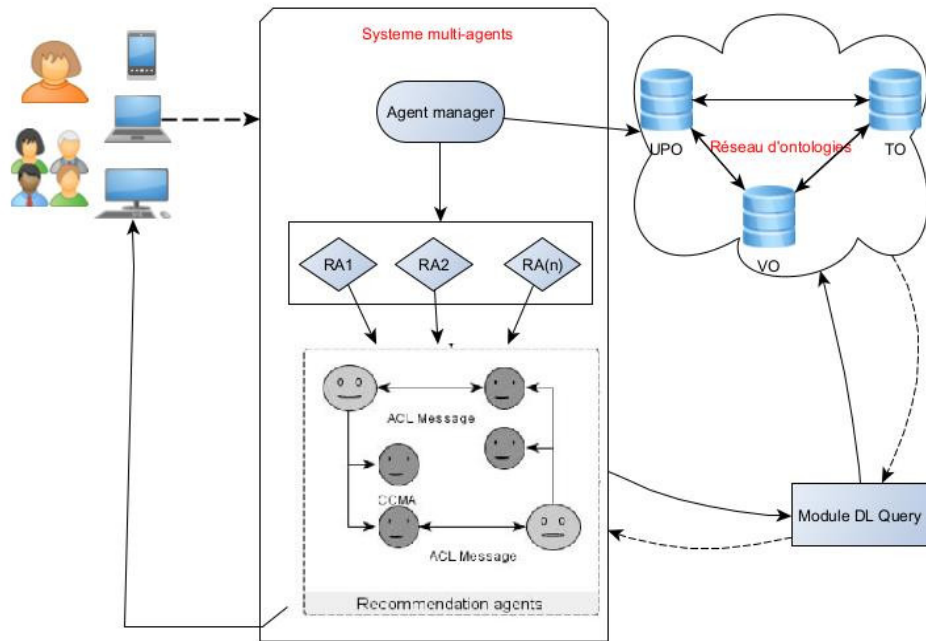 Systeme multi-agents
Agent manager
UPO
TO
Réseau d'ontologies
VO
RA1
RA2
RA(n)
ACL Message
CCMA
ACL Message
Module DL Query
Recommendation agents